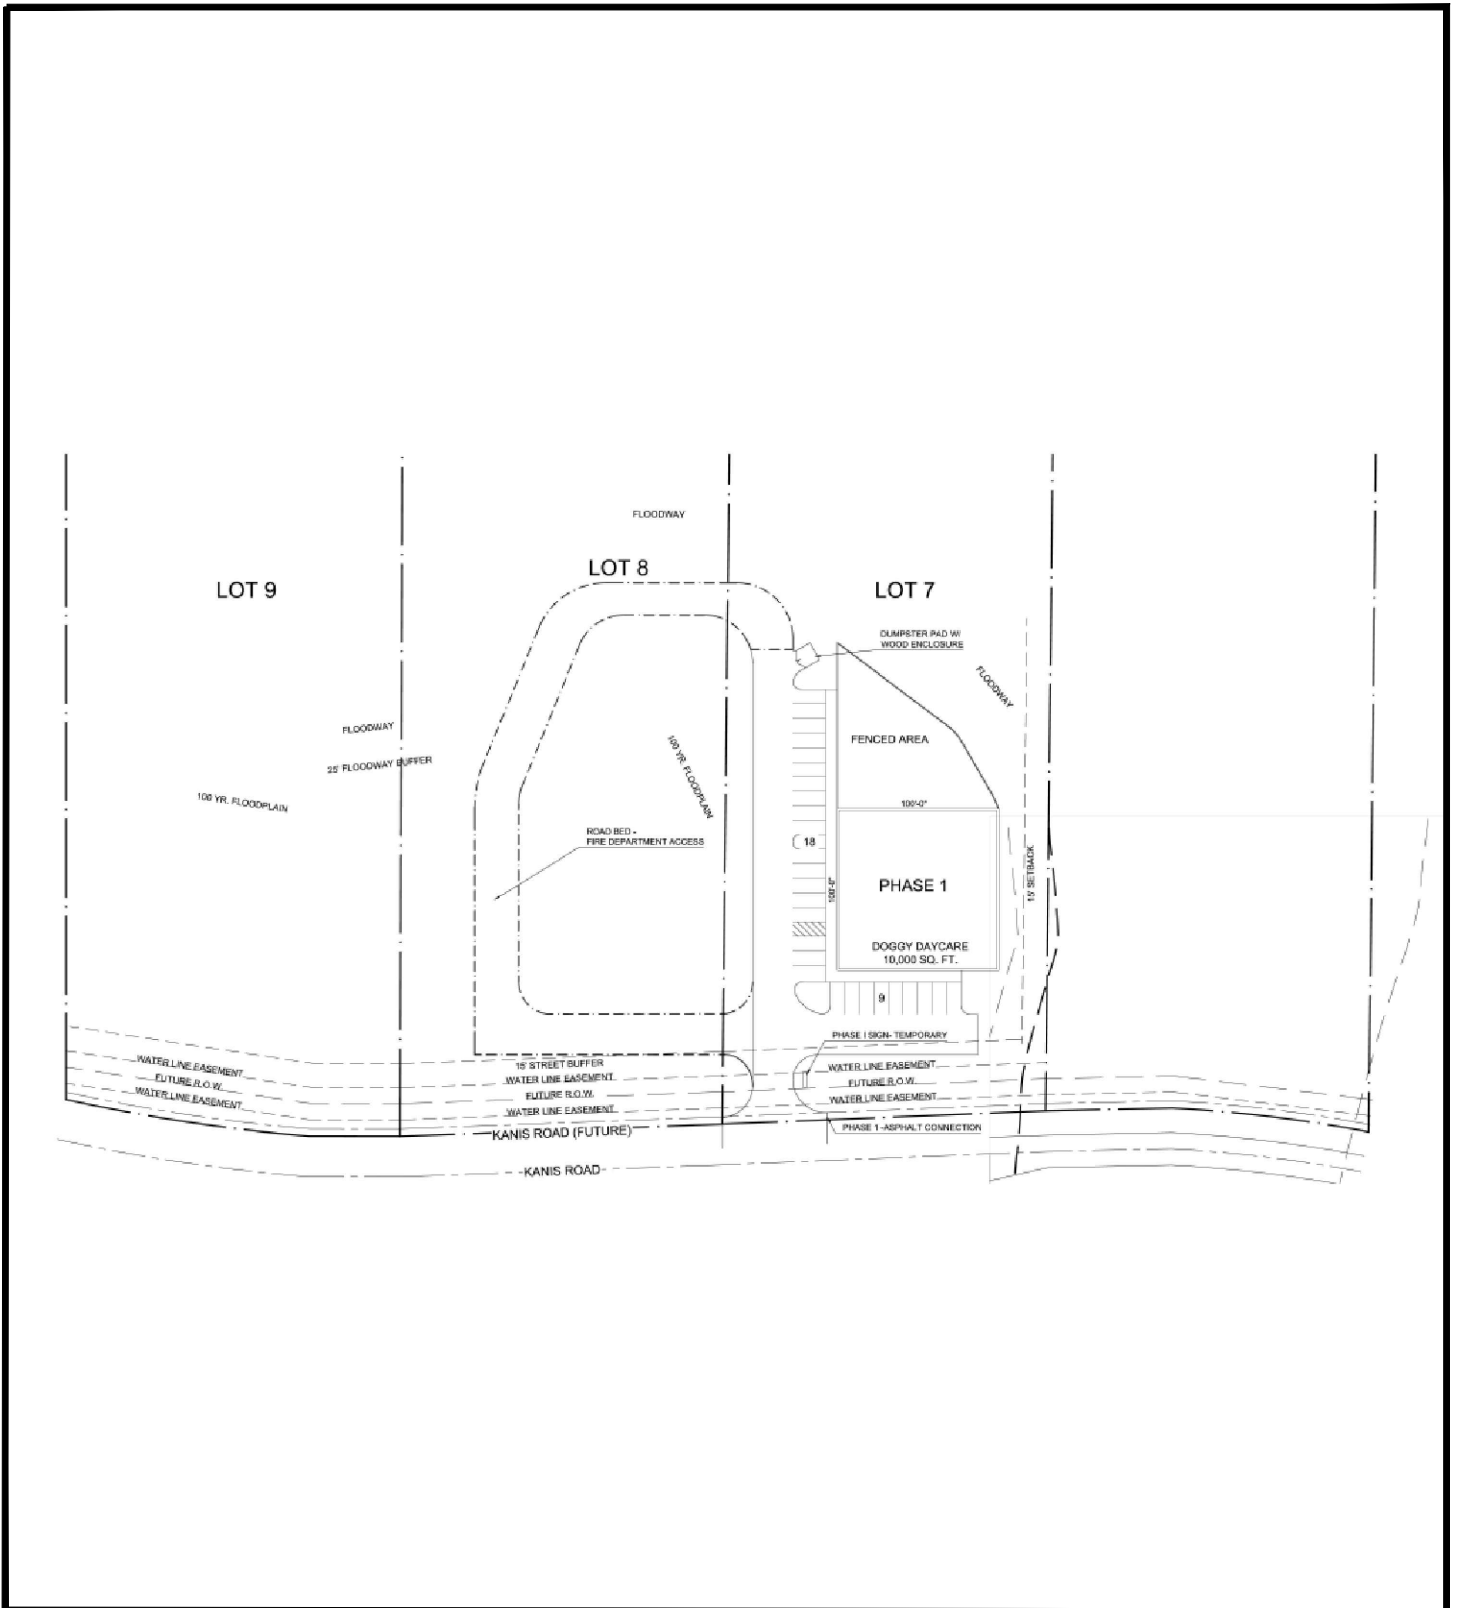 FLOODWAY
LOT 8
LOT 9
LOT 7
DUMPSTER PAD W/
WOOD ENCLOSURE
FLOODWAY
FLOODWAY
25' FLOODWAY BUFFER
100 YR. FLOODPLAIN
100 YR. FLOODPLAIN
FENCED AREA
100'-0"
ROAD BED -
FIRE DEPARTMENT ACCESS
18
100'-0"
PHASE 1
15' SETBACK
DOGGY DAYCARE
10,000 SQ. FT.
9
PHASE I SIGN- TEMPORARY
WATER LINE EASEMENT
FUTURE R.O.W.
WATER LINE EASEMENT
15' STREET BUFFER
WATER LINE EASEMENT
FUTURE R.O.W.
WATER LINE EASEMENT
WATER LINE EASEMENT
FUTURE R.O.W.
WATER LINE EASEMENT
PHASE 1 -ASPHALT CONNECTION
KANIS ROAD (FUTURE)
KANIS ROAD